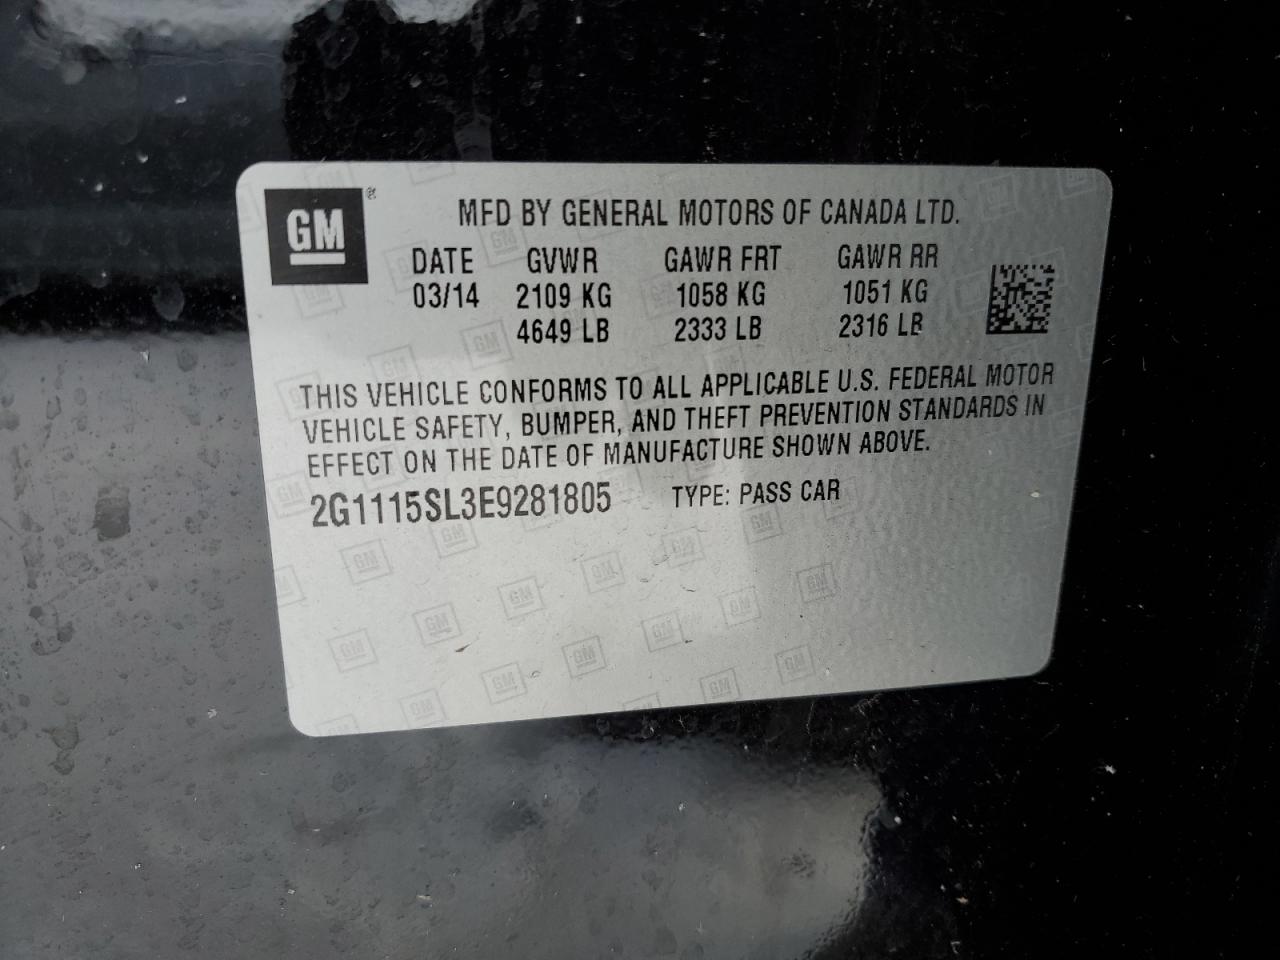 GM ®
MFD BY GENERAL MOTORS OF CANADA LTD.
DATE GVWR GAWR FRT GAWR RR
03/14 2109 KG 1058 KG 1051 KG
4649 LB 2333 LB 2316 LB
THIS VEHICLE CONFORMS TO ALL APPLICABLE U.S. FEDERAL MOTOR
VEHICLE SAFETY, BUMPER, AND THEFT PREVENTION STANDARDS IN
EFFECT ON THE DATE OF MANUFACTURE SHOWN ABOVE.
2G1115SL3E9281805 TYPE: PASS CAR